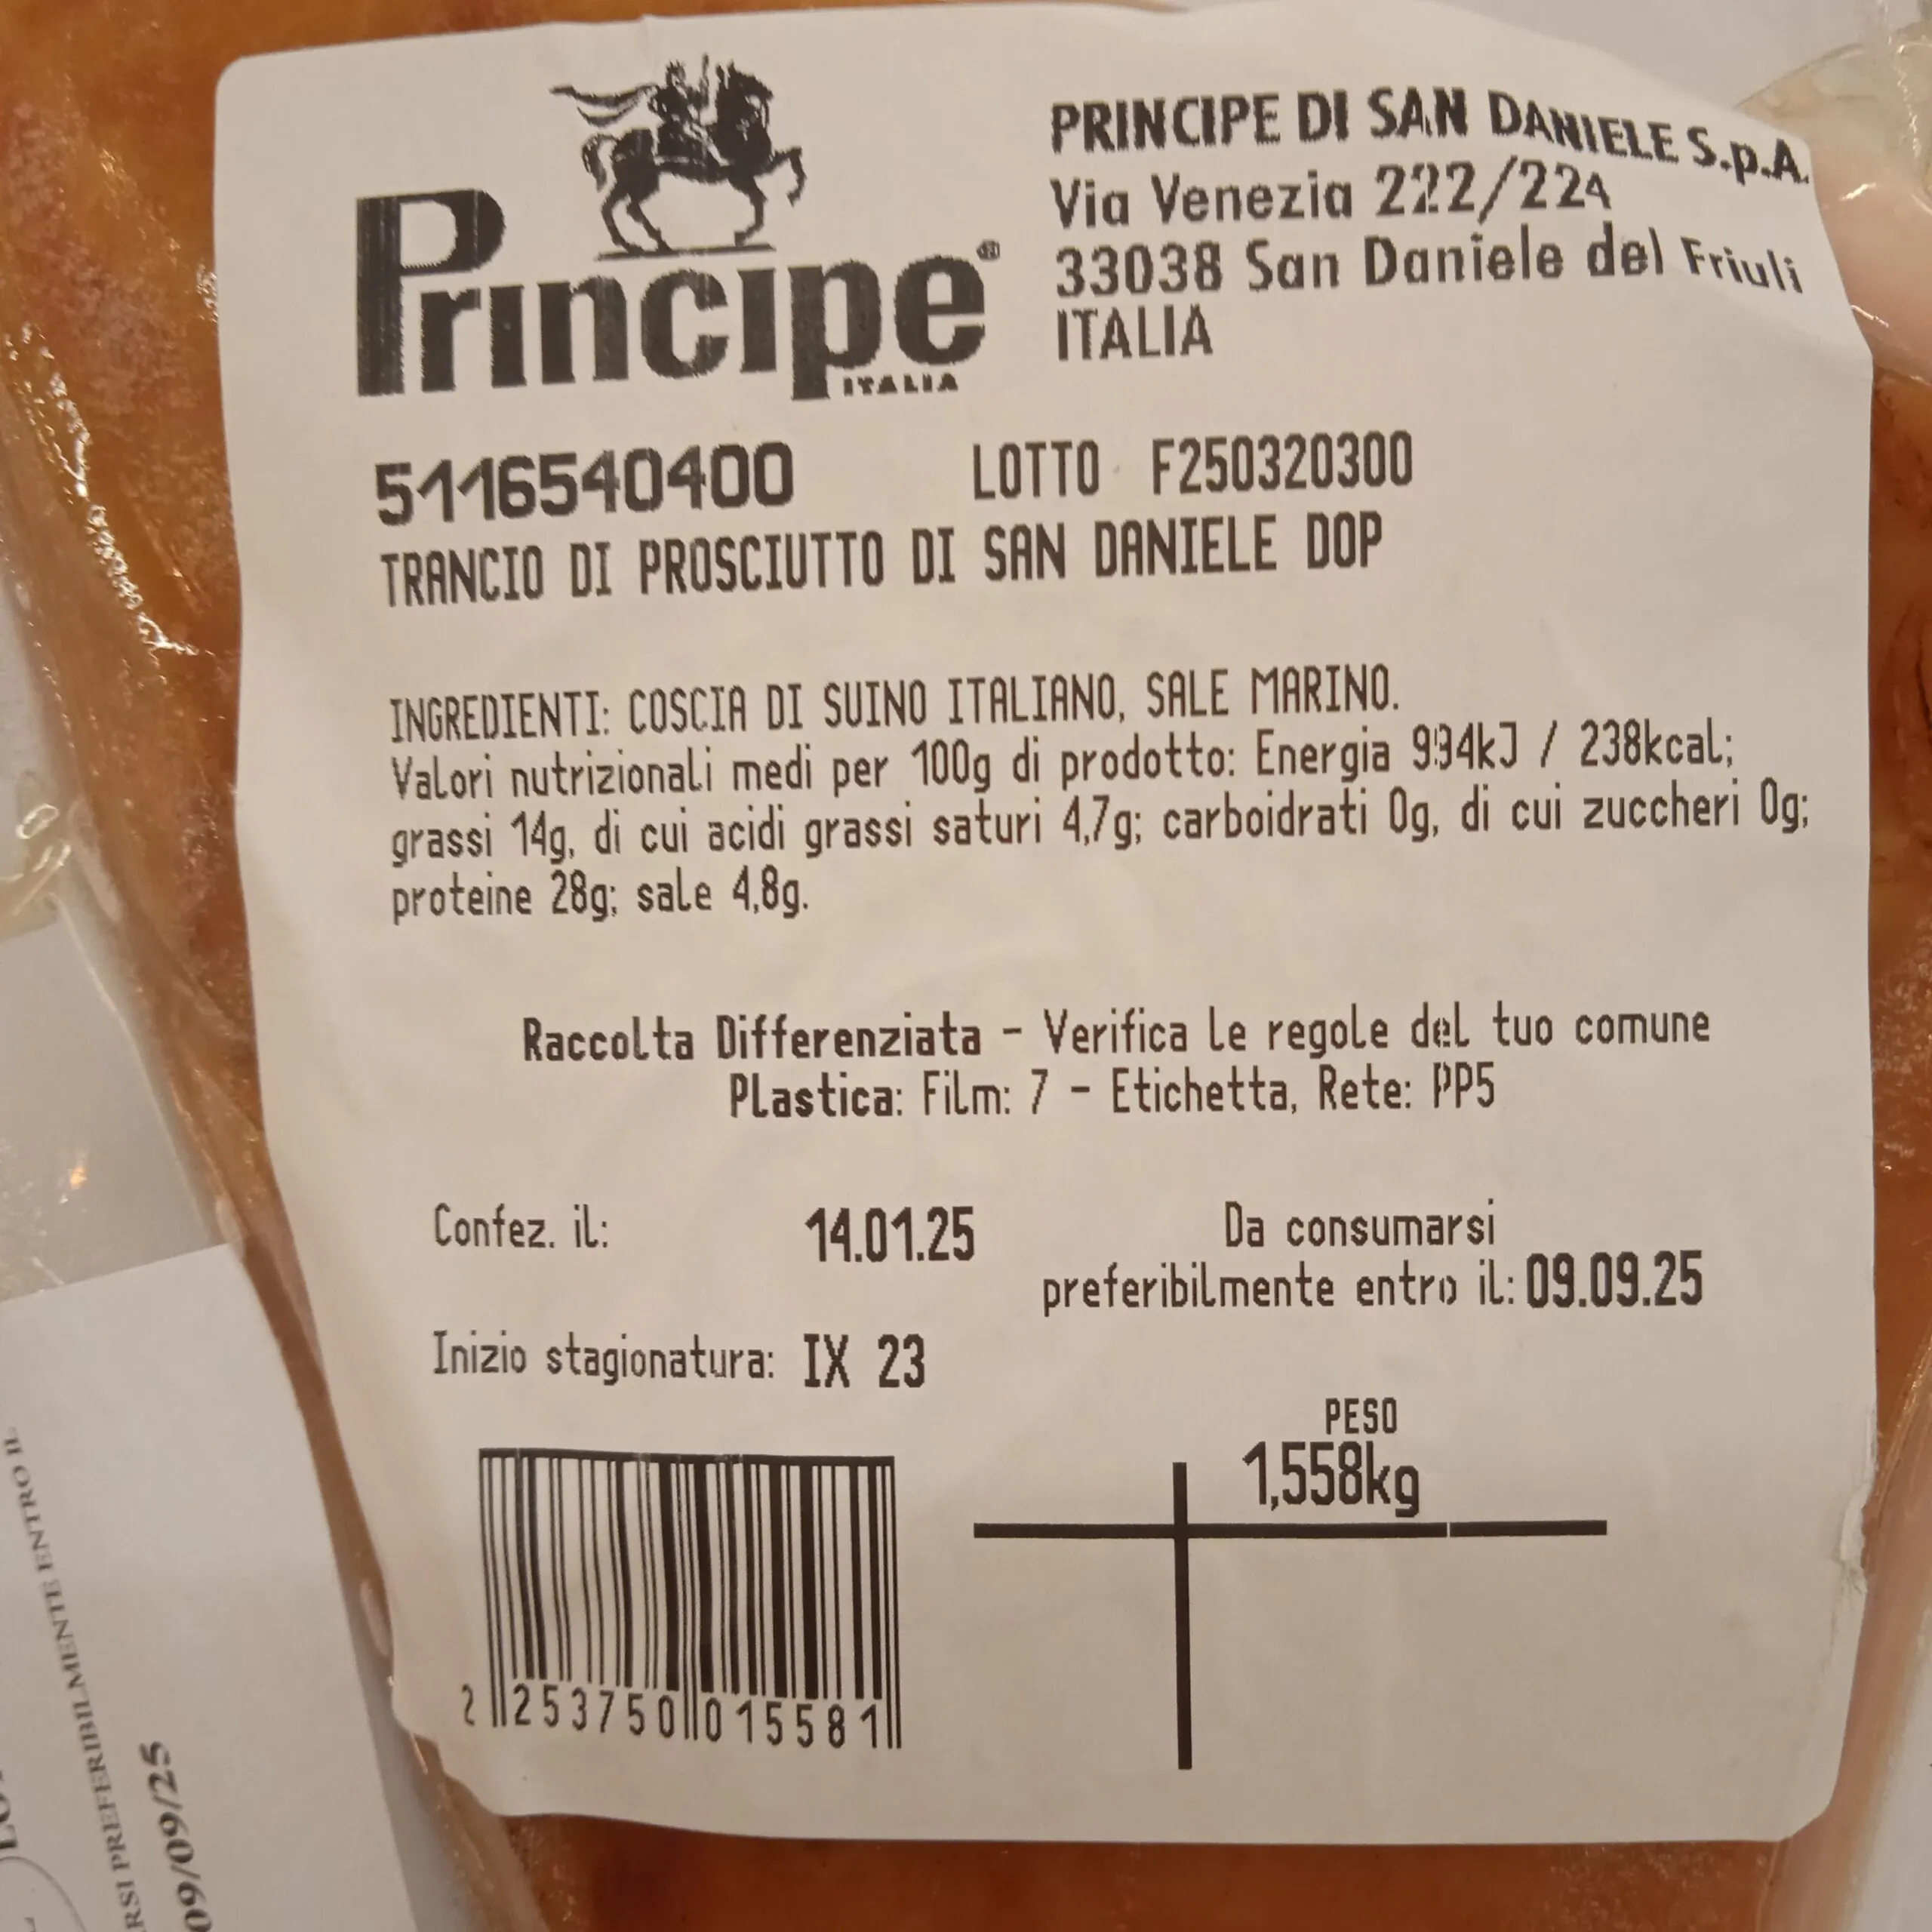 Principe®
ITALIA
PRINCIPE DI SAN DANIELE S.p.A.
Via Venezia 222/224
33038 San Daniele del Friuli
ITALIA
5116540400 LOTTO F250320300
TRANCIO DI PROSCIUTTO DI SAN DANIELE DOP
INGREDIENTI: COSCIA DI SUINO ITALIANO, SALE MARINO.
Valori nutrizionali medi per 100g di prodotto: Energia 994kJ / 238kcal;
grassi 14g, di cui acidi grassi saturi 4,7g; carboidrati 0g, di cui zuccheri 0g;
proteine 28g; sale 4,8g.
Raccolta Differenziata - Verifica le regole del tuo comune
Plastica: Film: 7 - Etichetta, Rete: PP5
Confez. il: 14.01.25
Da consumarsi
preferibilmente entro il: 09.09.25
Inizio stagionatura: IX 23
PESO
1,558kg
2 253750 015581
RSI PREFERIBILMENTE ENTRO IL
09/09/25